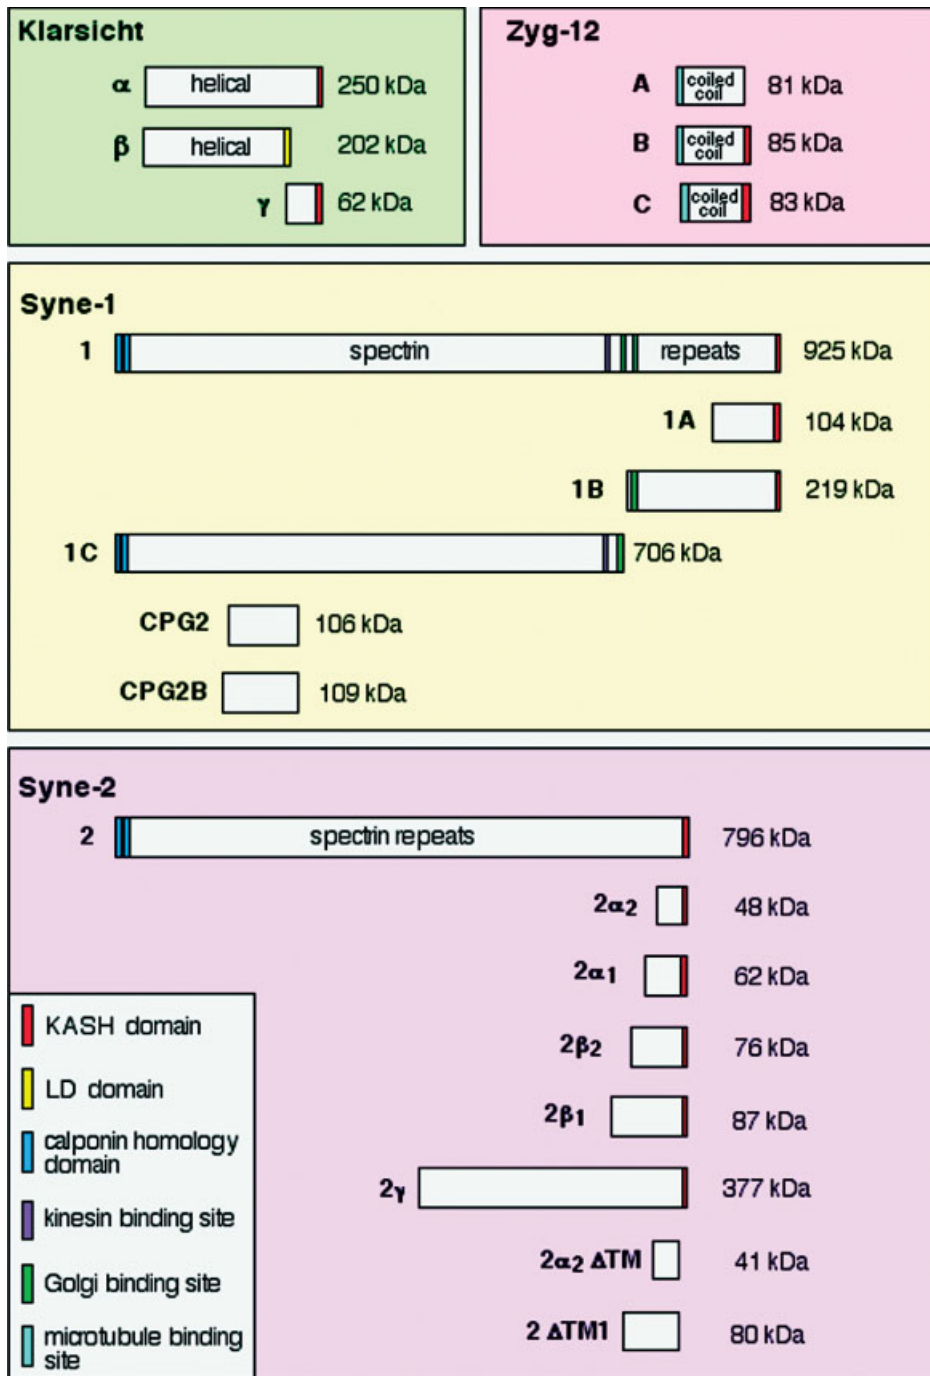 Klarsicht
α helical 250 kDa
β helical 202 kDa
γ 62 kDa
Zyg-12
A coiled coil 81 kDa
B coiled coil 85 kDa
C coiled coil 83 kDa
Syne-1
1 spectrin repeats 925 kDa
1A 104 kDa
1B 219 kDa
1C 706 kDa
CPG2 106 kDa
CPG2B 109 kDa
Syne-2
2 spectrin repeats 796 kDa
2α2 48 kDa
2α1 62 kDa
2β2 76 kDa
2β1 87 kDa
2γ 377 kDa
2α2 ΔTM 41 kDa
2 ΔTM1 80 kDa
KASH domain
LD domain
calponin homology
domain
kinesin binding site
Golgi binding site
microtubule binding
site